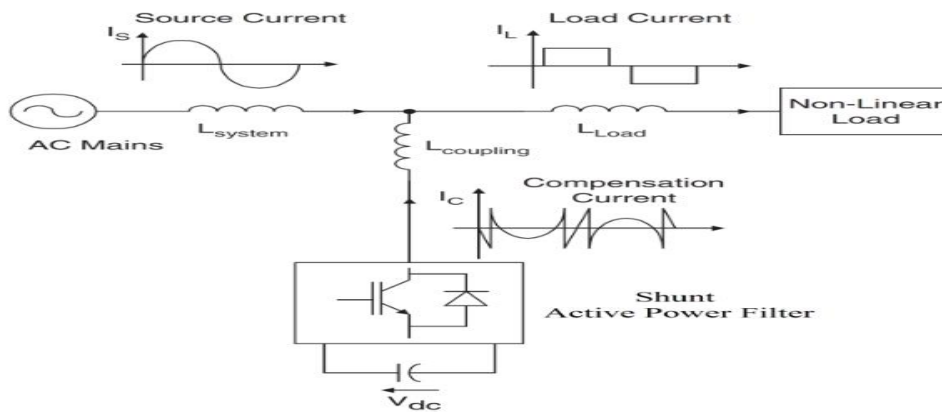 Source Current
I_S
Load Current
I_L
AC Mains
L_system
L_Load
Non-Linear
Load
L_coupling
Compensation
Current
I_C
Shunt
Active Power Filter
V_dc